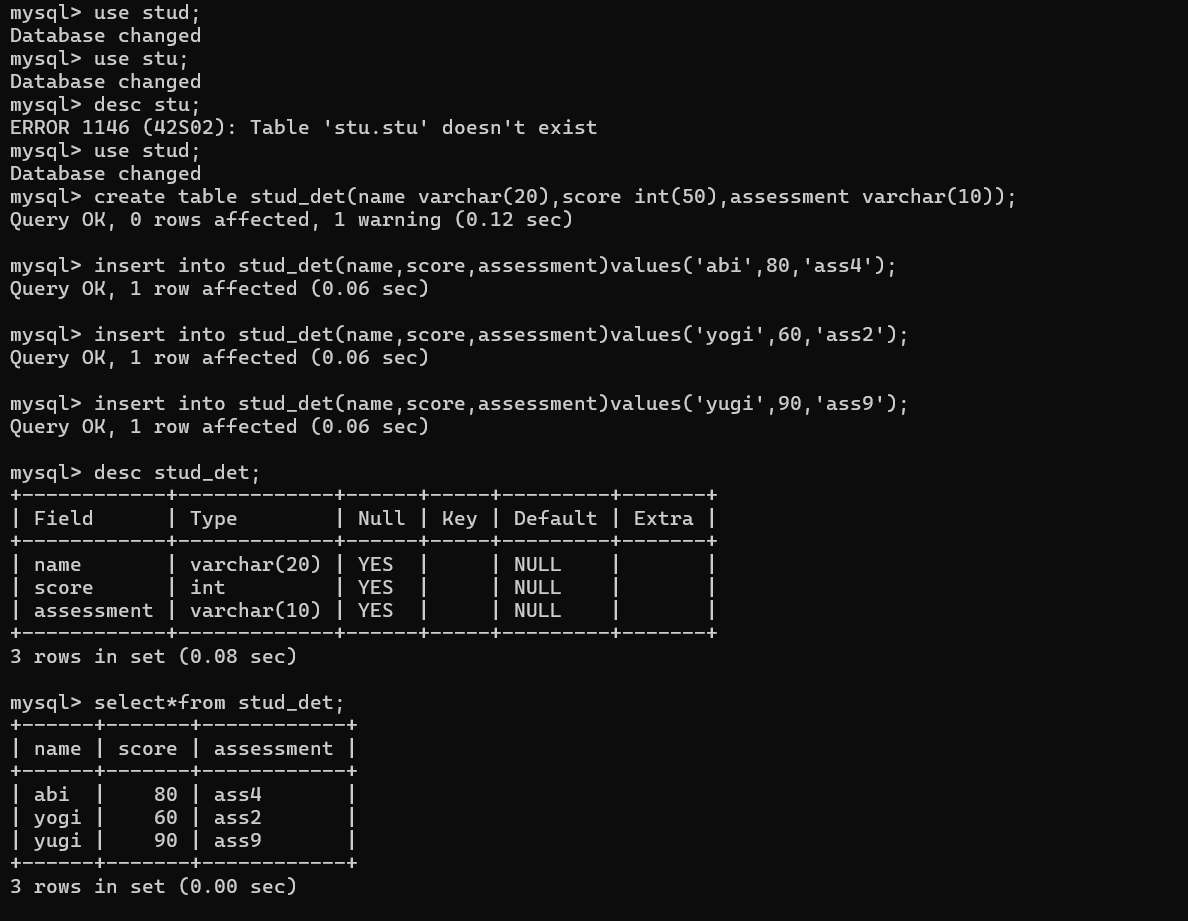 mysql> use stud;
Database changed
mysql> use stu;
Database changed
mysql> desc stu;
ERROR 1146 (42S02): Table 'stu.stu' doesn't exist
mysql> use stud;
Database changed
mysql> create table stud_det(name varchar(20),score int(50),assessment varchar(10));
Query OK, 0 rows affected, 1 warning (0.12 sec)

mysql> insert into stud_det(name,score,assessment)values('abi',80,'ass4');
Query OK, 1 row affected (0.06 sec)

mysql> insert into stud_det(name,score,assessment)values('yogi',60,'ass2');
Query OK, 1 row affected (0.06 sec)

mysql> insert into stud_det(name,score,assessment)values('yugi',90,'ass9');
Query OK, 1 row affected (0.06 sec)

mysql> desc stud_det;
+------------+-------------+------+-----+---------+-------+
| Field      | Type        | Null | Key | Default | Extra |
+------------+-------------+------+-----+---------+-------+
| name       | varchar(20) | YES  |     | NULL    |       |
| score      | int         | YES  |     | NULL    |       |
| assessment | varchar(10) | YES  |     | NULL    |       |
+------------+-------------+------+-----+---------+-------+
3 rows in set (0.08 sec)

mysql> select*from stud_det;
+------+-------+------------+
| name | score | assessment |
+------+-------+------------+
| abi  |    80 | ass4       |
| yogi |    60 | ass2       |
| yugi |    90 | ass9       |
+------+-------+------------+
3 rows in set (0.00 sec)